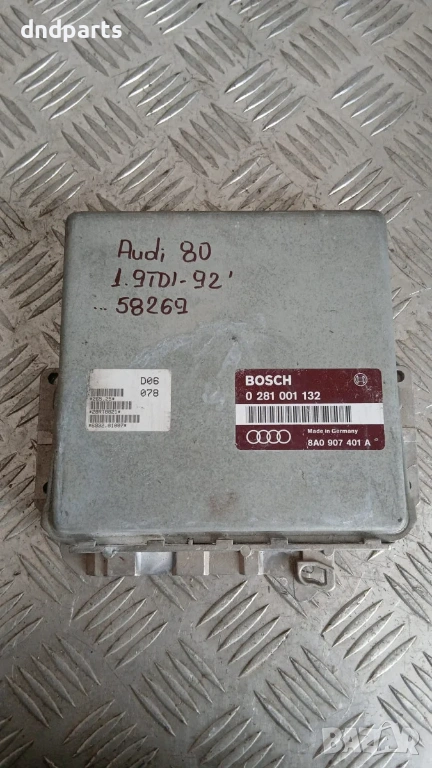 dndparts
Audi 80
1.9TDI-92'
58269
D06
078
BOSCH
0 281 001 132
Made in Germany
8A0 907 401 A
BAZAR